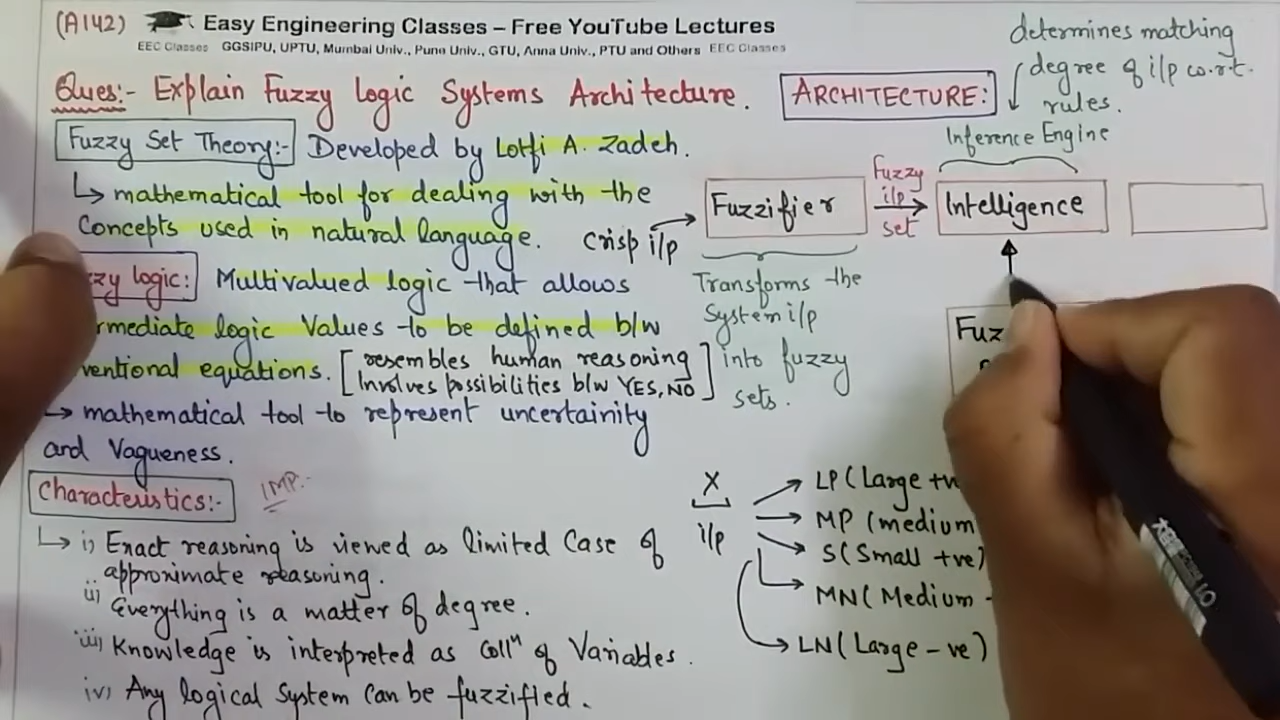 (A142)
Easy Engineering Classes – Free YouTube Lectures
EEC Classes GGSIPU, UPTU, Mumbai Univ., Pune Univ., GTU, Anna Univ., PTU and Others EEC Classes
Ques:- Explain Fuzzy Logic Systems Architecture.
Fuzzy Set Theory:- Developed by Lotfi A. Zadeh.
↳ mathematical tool for dealing with the
Concepts used in natural language.
zzy logic: Multivalued logic that allows
rmediate logic Values to be defined b/w
ventional equations. [resembles human reasoning
Involves possibilities b/w YES, NO]
→ mathematical tool to represent uncertainity
and Vagueness.
Characteristics:- IMP.-
↳ i) Exact reasoning is viewed as limited Case of
approximate reasoning.
ii) Everything is a matter of degree.
iii) Knowledge is interpreted as Collⁿ of Variables.
iv) Any logical System Can be fuzzified.
ARCHITECTURE:
determines matching
degree of i/p w.r.t.
rules.
Inference Engine
Crisp i/p
Fuzzifier
Fuzzy
i/p
set
Intelligence
Transforms the
System i/p
into fuzzy
sets.
Fuz
X
i/p
LP (Large +v
MP (medium
S (Small +ve)
MN (Medium -
LN (Large -ve)
1.0